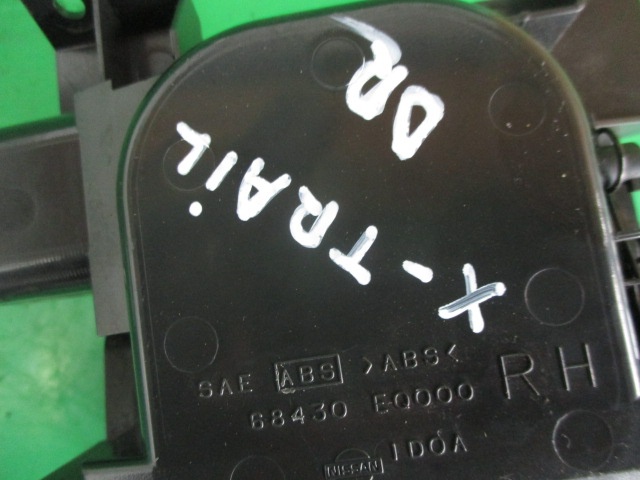 X-TRAiL
DR
SAE ABS >ABS<
68430 EQ000 RH
IDOA
NISSAN